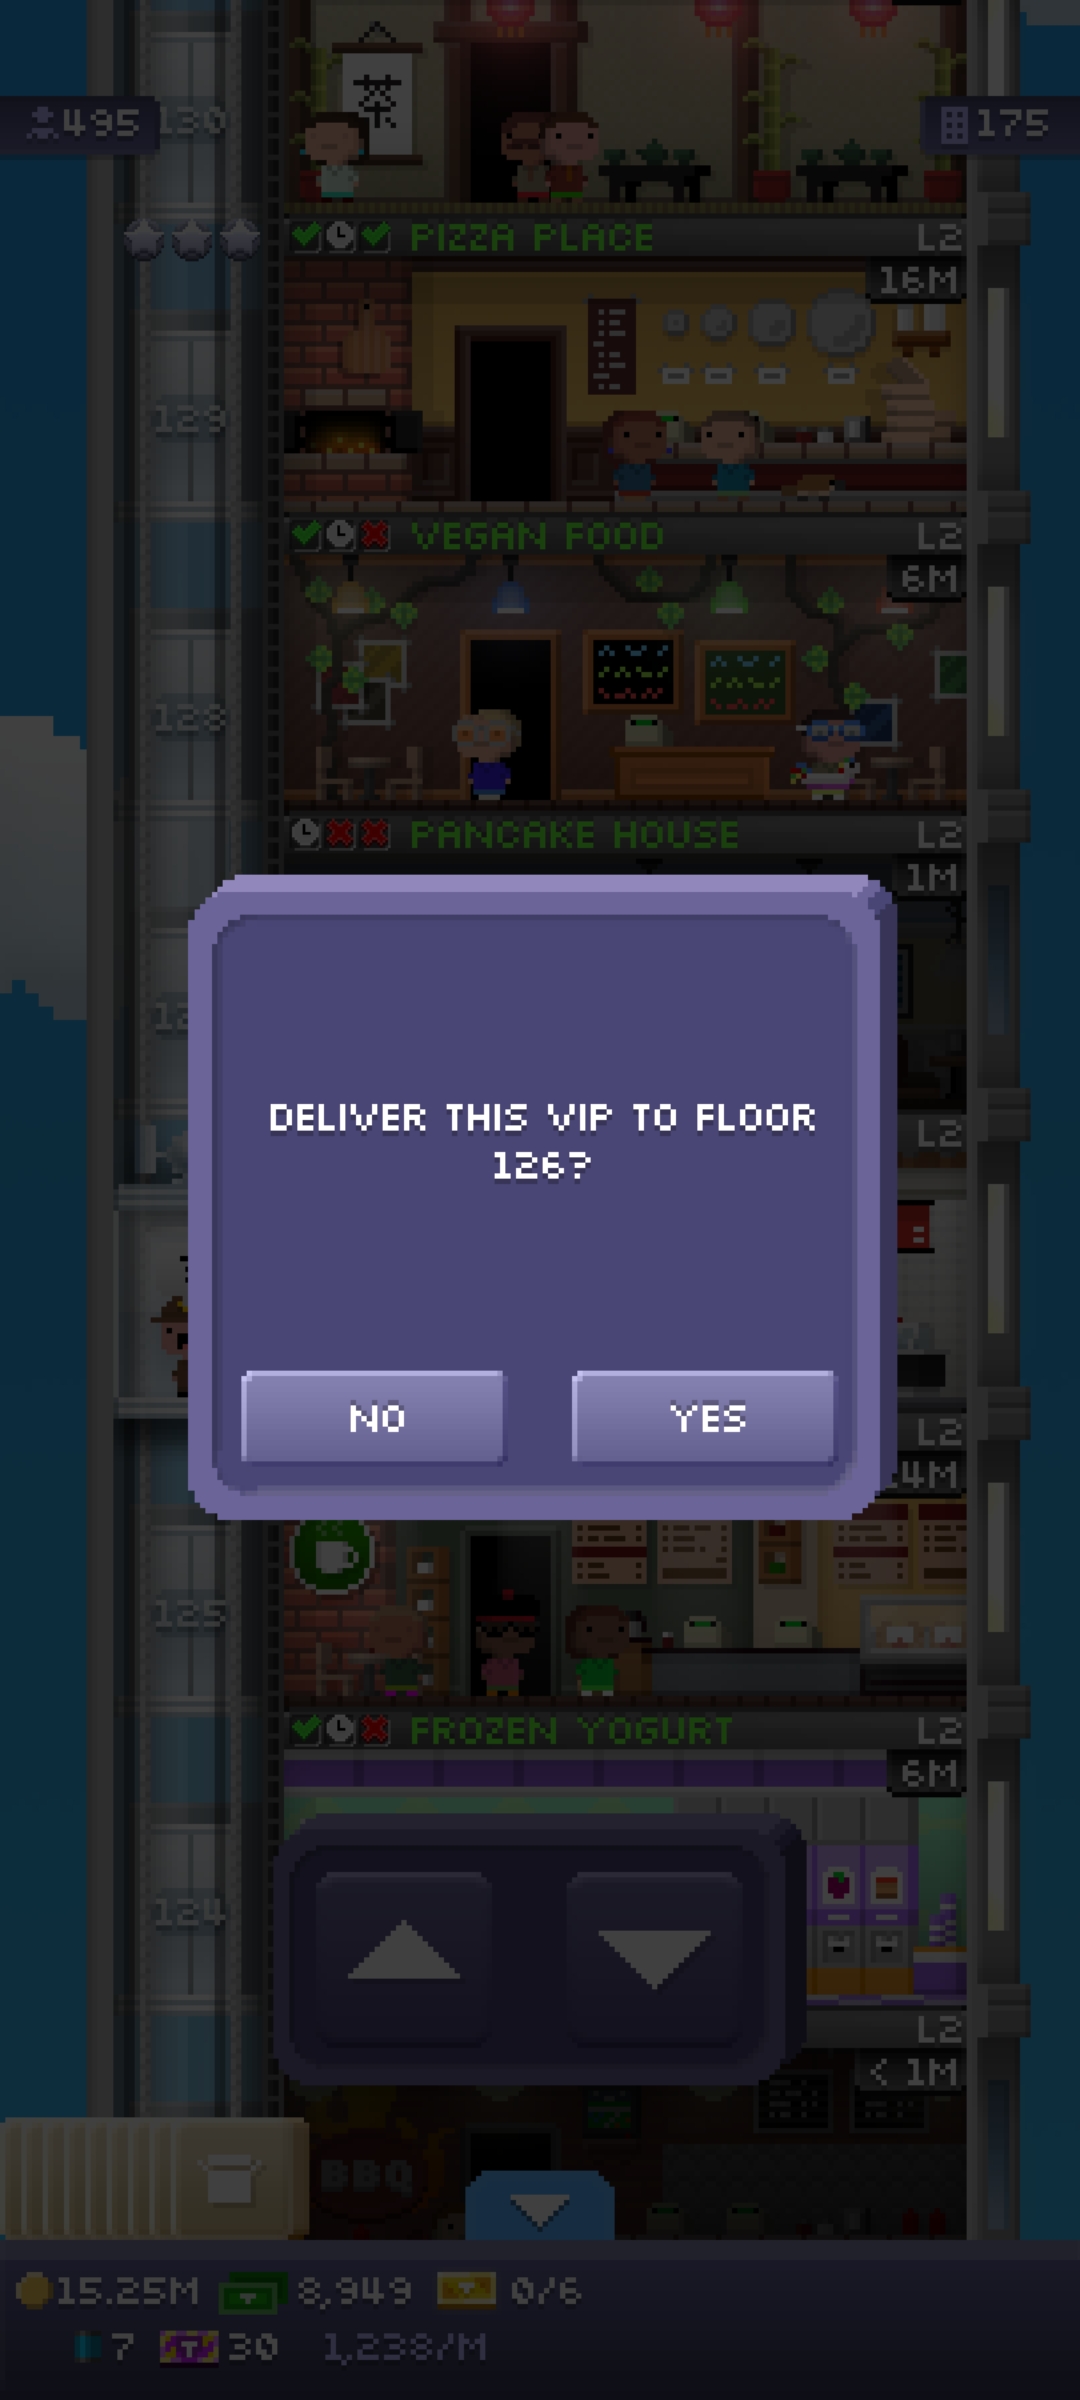 茶
495
130
175
PIZZA PLACE L2
16M
129
VEGAN FOOD L2
6M
128
PANCAKE HOUSE L2
1M
L2
DELIVER THIS VIP TO FLOOR
126?
NO
YES
L2
4M
125
FROZEN YOGURT L2
6M
124
L2
< 1M
BBQ
15.25M 8,949 0/6
7 T 30 1,238/M